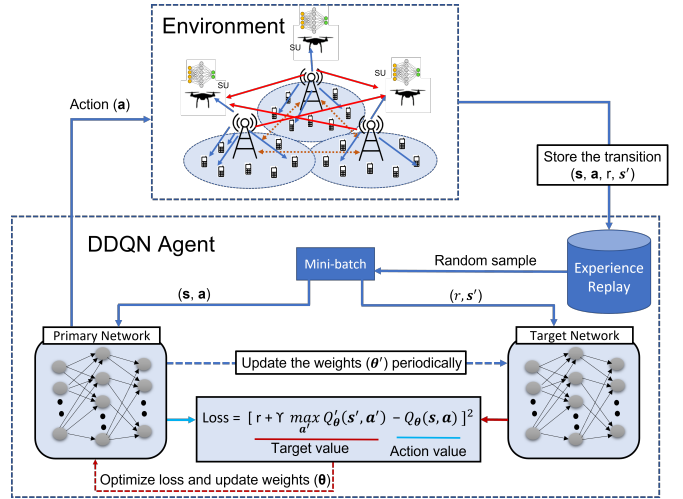 Environment
SU
SU
SU
Action (a)
Store the transition
(s, a, r, s′)
DDQN Agent
Mini-batch
Random sample
Experience
Replay
(s, a)
(r, s′)
Primary Network
Target Network
Update the weights (θ′) periodically
Loss = [ r + ϒ max Q′θ(s′, a′) − Qθ(s, a) ]²
a′
Target value
Action value
Optimize loss and update weights (θ)